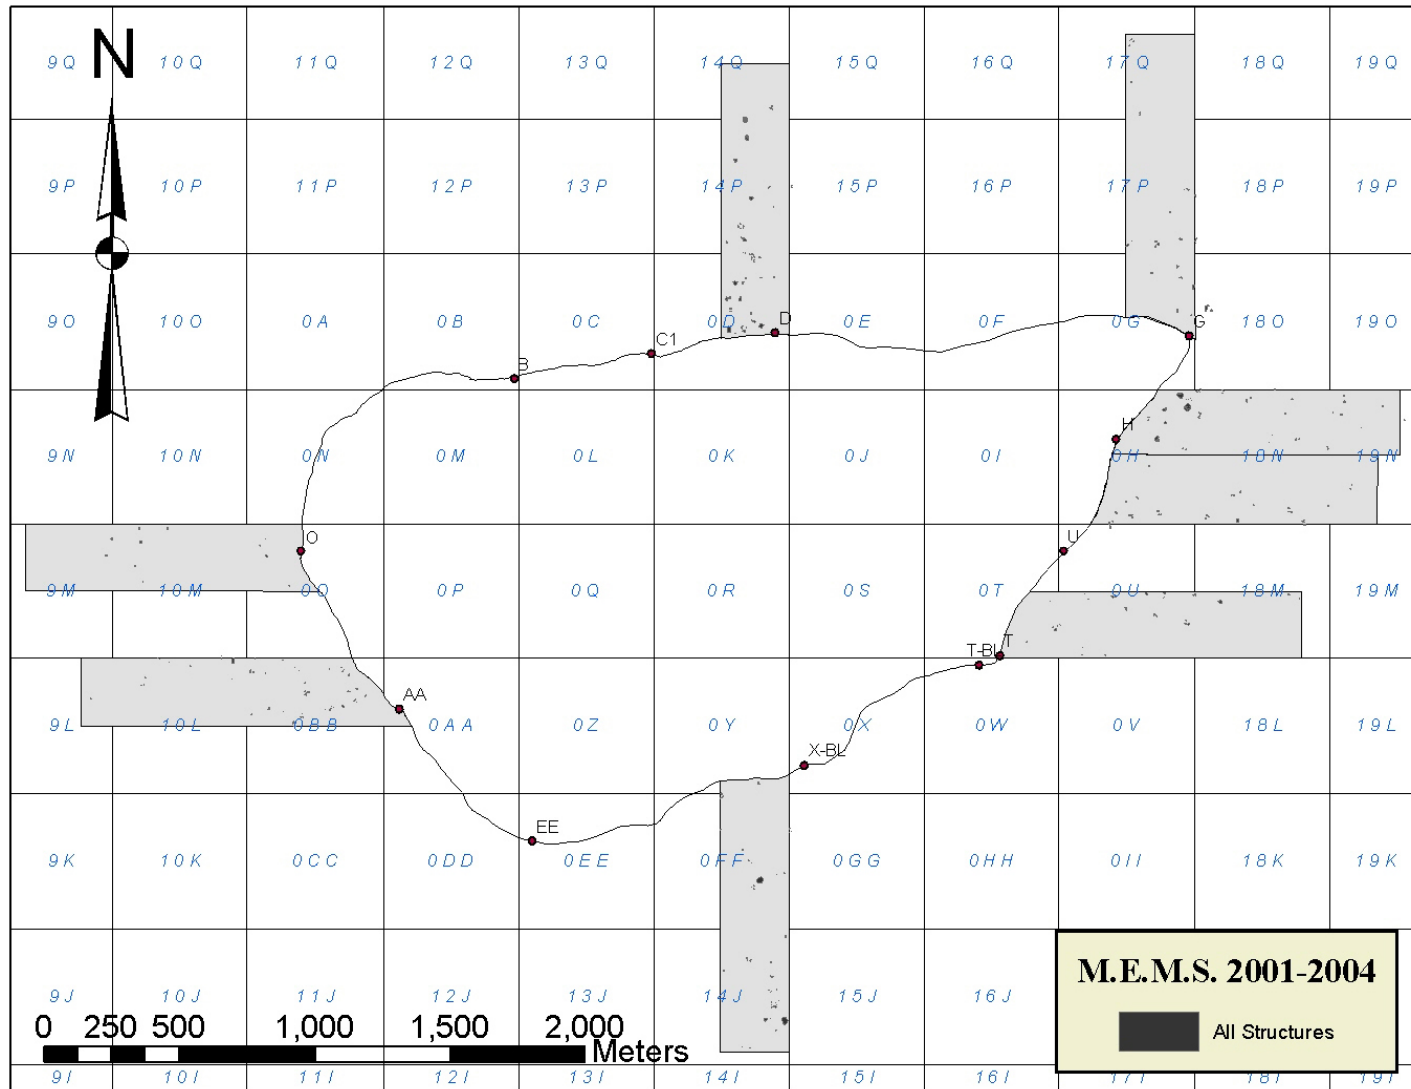 N
9Q 10Q 11Q 12Q 13Q 14Q 15Q 16Q 17Q 18Q 19Q
9P 10P 11P 12P 13P 14P 15P 16P 17P 18P 19P
9O 10O 0A 0B 0C 0D D 0E 0F 0G G 18O 19O
C1
B
H
9N 10N 0N 0M 0L 0K 0J 0I 0H 18N 19N
O U
9M 10M 0O 0P 0Q 0R 0S 0T 0U 18M 19M
T-BL T
AA
9L 10L 0BB 0AA 0Z 0Y 0X 0W 0V 18L 19L
X-BL
EE
9K 10K 0CC 0DD 0EE 0FF 0GG 0HH 0II 18K 19K
9J 10J 11J 12J 13J 14J 15J 16J
M.E.M.S. 2001-2004
All Structures
0 250 500 1,000 1,500 2,000
Meters
9I 10I 11I 12I 13I 14I 15I 16I 17I 18I 19I